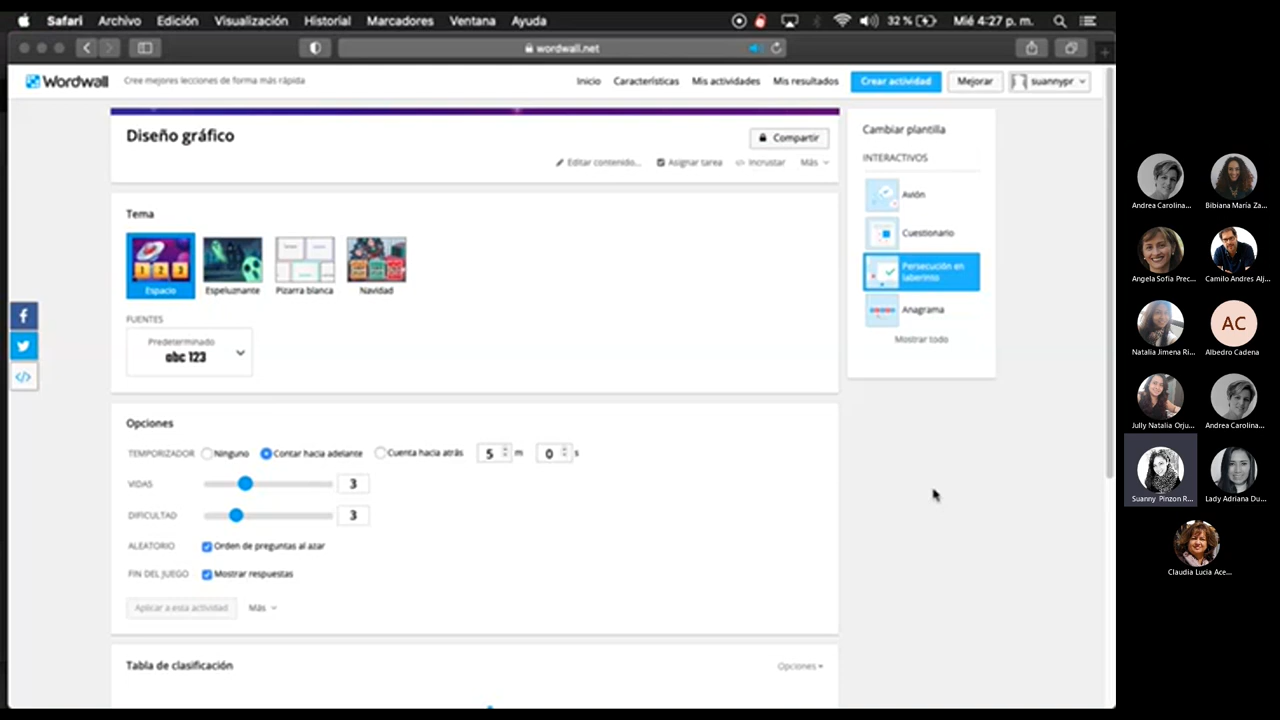 Safari Archivo Edición Visualización Historial Marcadores Ventana Ayuda 32 % Mié 4:27 p. m.
wordwall.net
Wordwall Cree mejores lecciones de forma más rápida Inicio Características Mis actividades Mis resultados Crear actividad Mejorar suannypr
Diseño gráfico
Compartir
Editar contenido... Asignar tarea Incrustar Más
Tema
Espacio Espeluznante Pizarra blanca Navidad
FUENTES
Predeterminado
abc 123
Opciones
TEMPORIZADOR Ninguno Contar hacia adelante Cuenta hacia atrás 5 m 0 s
VIDAS 3
DIFICULTAD 3
ALEATORIO Orden de preguntas al azar
FIN DEL JUEGO Mostrar respuestas
Aplicar a esta actividad Más
Tabla de clasificación Opciones
Cambiar plantilla
INTERACTIVOS
Avión
Cuestionario
Persecución en
laberinto
Anagrama
Mostrar todo
Andrea Carolina... Bibiana María Za...
Angela Sofia Prec... Camilo Andres Alj...
AC
Natalia Jimena Ri... Albedro Cadena
Jully Natalia Orju... Andrea Carolina...
Suanny Pinzon R... Lady Adriana Du...
Claudia Lucia Ace...